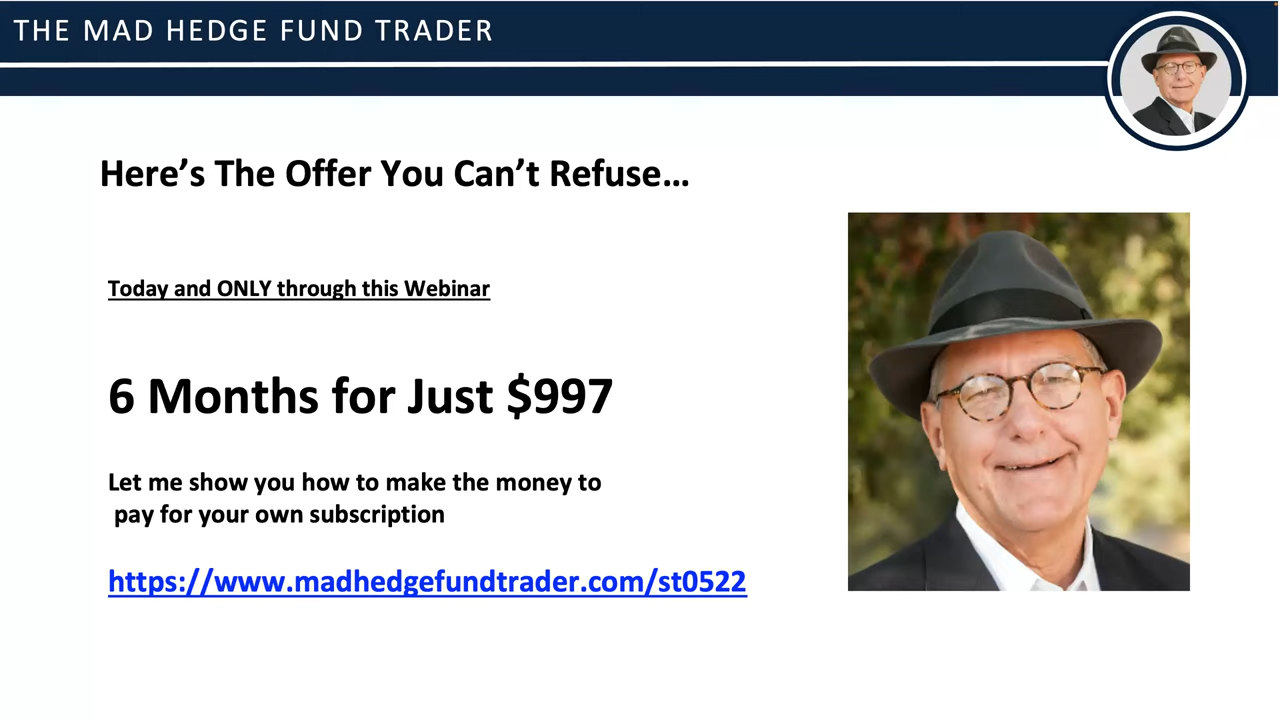 THE MAD HEDGE FUND TRADER
Here’s The Offer You Can’t Refuse…
Today and ONLY through this Webinar
6 Months for Just $997
Let me show you how to make the money to
pay for your own subscription
https://www.madhedgefundtrader.com/st0522